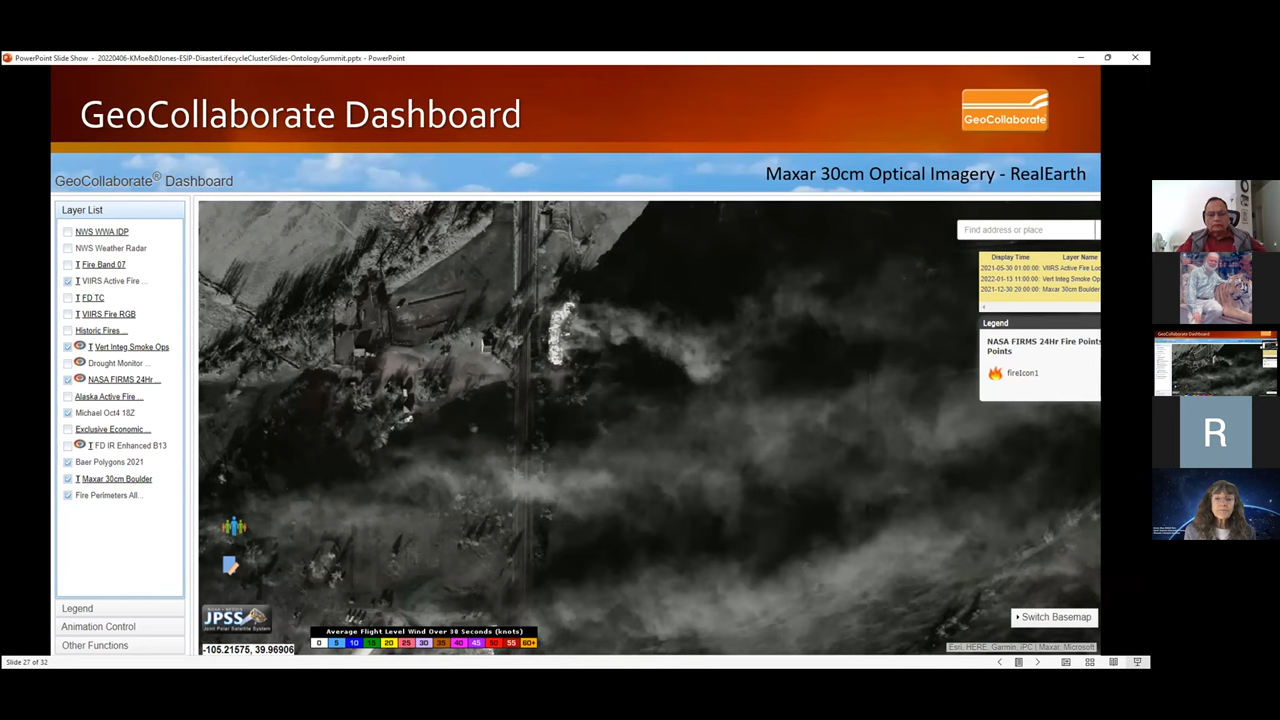 PowerPoint Slide Show - 20220406-KMoe&DJones-ESIP-DisasterLifecycleClusterSlides-OntologySummit.pptx - PowerPoint
GeoCollaborate Dashboard
GeoCollaborate
GeoCollaborate® Dashboard
Maxar 30cm Optical Imagery - RealEarth
Layer List
NWS WWA IDP
NWS Weather Radar
T Fire Band 07
T VIIRS Active Fire ...
T FD TC
T VIIRS Fire RGB
Historic Fires ...
T Vert Integ Smoke Ops
Drought Monitor ...
NASA FIRMS 24Hr ...
Alaska Active Fire ...
Michael Oct4 18Z
Exclusive Economic ...
T FD IR Enhanced B13
Baer Polygons 2021
T Maxar 30cm Boulder
Fire Perimeters All...
Legend
Animation Control
Other Functions
Find address or place
Display Time Layer Name
2021-05-30 01:00:00: VIIRS Active Fire Loc
2022-01-13 11:00:00: Vert Integ Smoke Op
2021-12-30 20:00:00: Maxar 30cm Boulder
Legend
NASA FIRMS 24Hr Fire Points
Points
fireIcon1
Switch Basemap
JPSS
Joint Polar Satellite System
Average Flight Level Wind Over 30 Seconds (knots)
0 5 10 15 20 25 30 35 40 45 50 55 60+
-105.21575, 39.96906
Esri, HERE, Garmin, iPC | Maxar, Microsoft
Slide 27 of 32
R